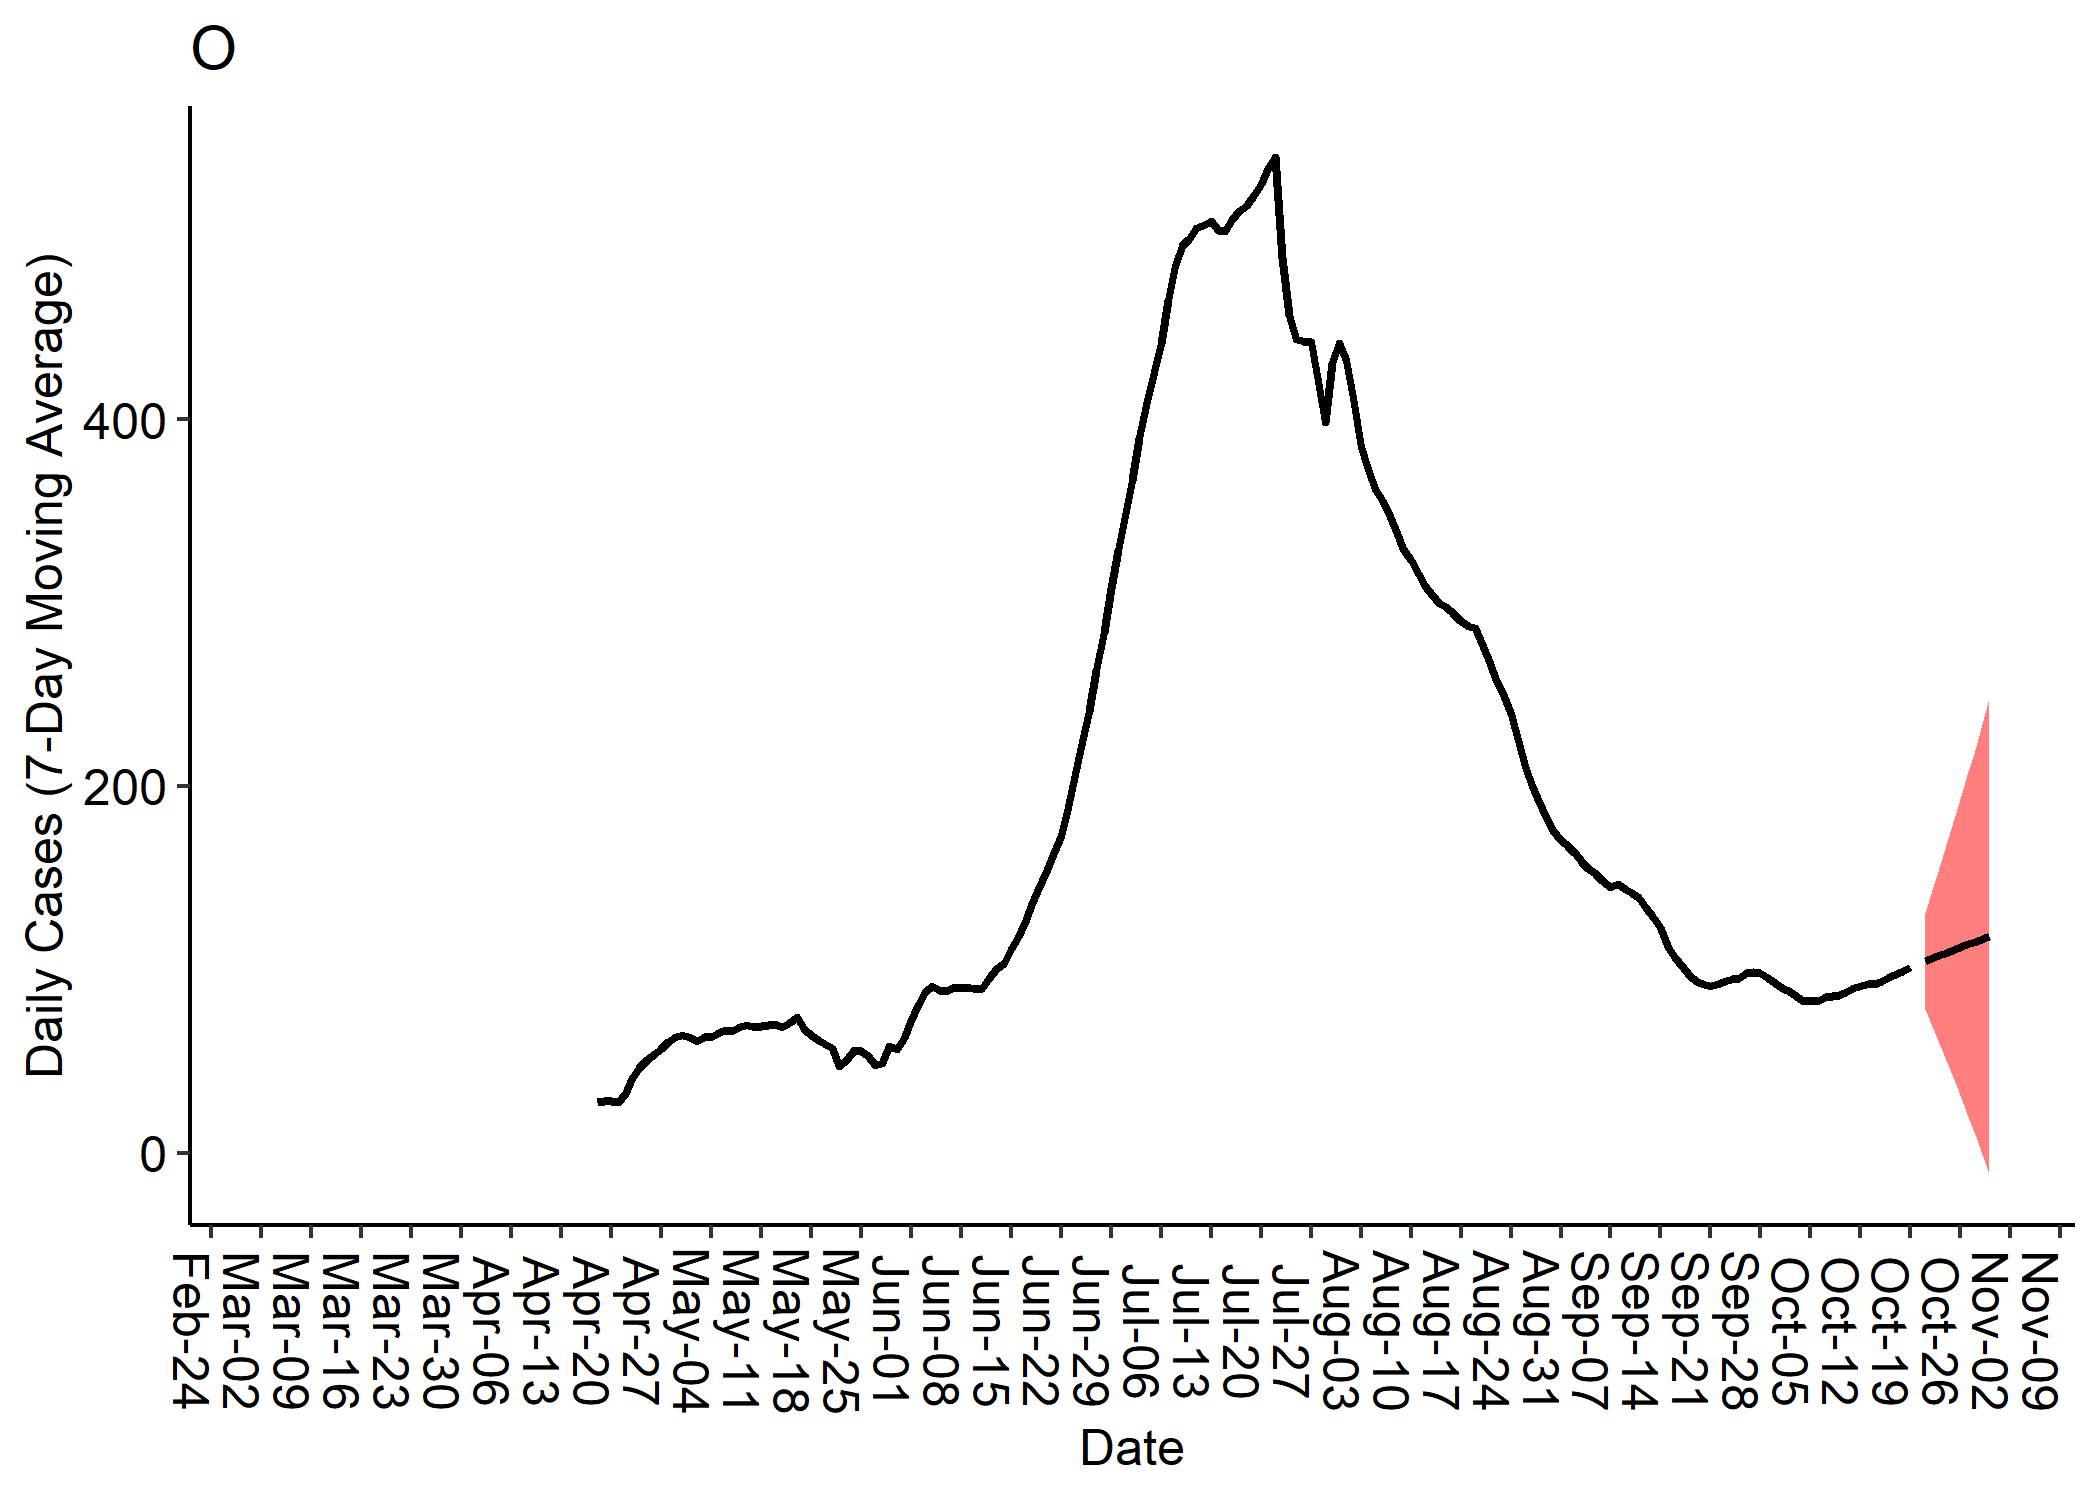 O
Daily Cases (7-Day Moving Average)
400
200
0
Feb-24
Mar-02
Mar-09
Mar-16
Mar-23
Mar-30
Apr-06
Apr-13
Apr-20
Apr-27
May-04
May-11
May-18
May-25
Jun-01
Jun-08
Jun-15
Jun-22
Jun-29
Jul-06
Jul-13
Jul-20
Jul-27
Aug-03
Aug-10
Aug-17
Aug-24
Aug-31
Sep-07
Sep-14
Sep-21
Sep-28
Oct-05
Oct-12
Oct-19
Oct-26
Nov-02
Nov-09
Date